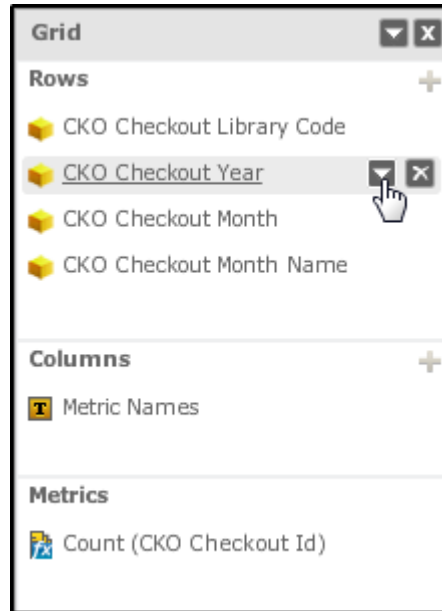 Grid
Rows
CKO Checkout Library Code
CKO Checkout Year
CKO Checkout Month
CKO Checkout Month Name
Columns
T Metric Names
Metrics
fx Count (CKO Checkout Id)